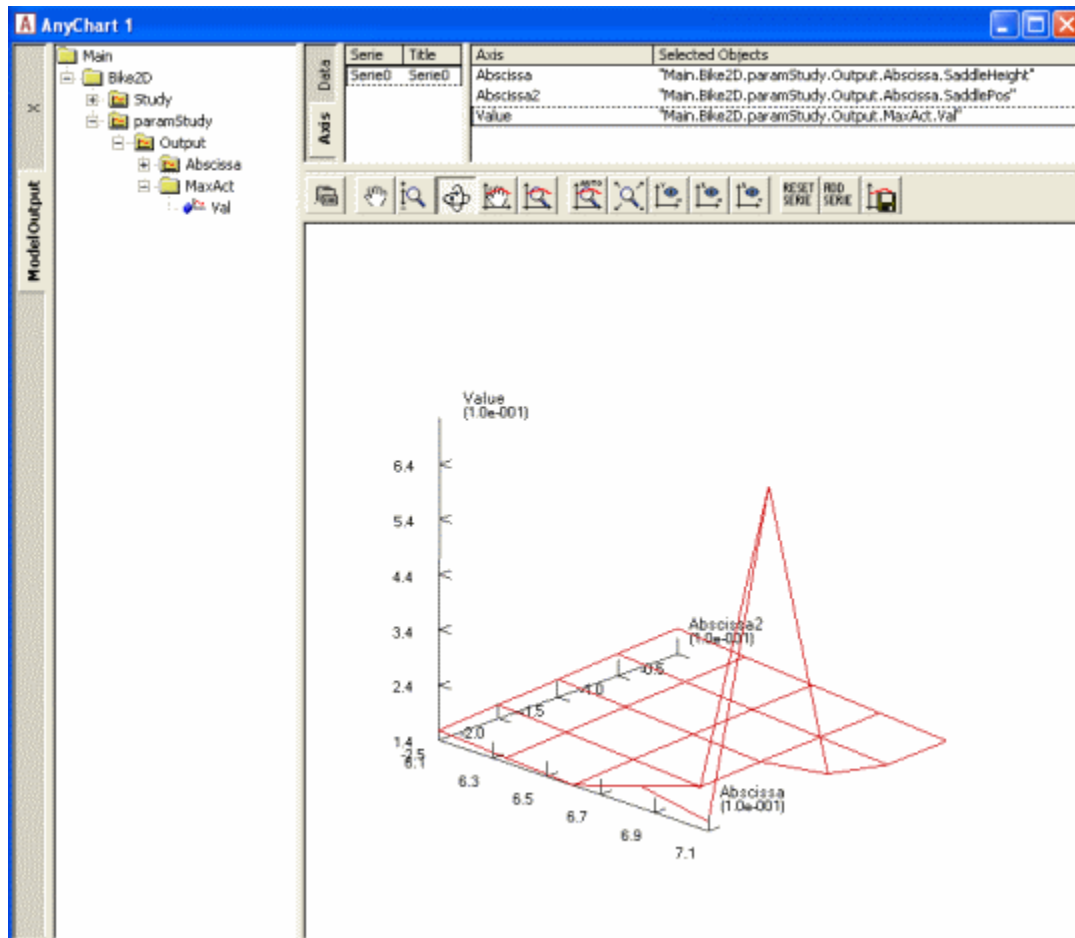 AnyChart 1
ModelOutput
Main
Bike2D
Study
paramStudy
Output
Abscissa
MaxAct
Val
Data
Axis
Serie Title
Serie0 Serie0
Axis Selected Objects
Abscissa "Main.Bike2D.paramStudy.Output.Abscissa.SaddleHeight"
Abscissa2 "Main.Bike2D.paramStudy.Output.Abscissa.SaddlePos"
Value "Main.Bike2D.paramStudy.Output.MaxAct.Val"
AUTO
RESET SERIE
ADD SERIE
Value
(1.0e-001)
6.4
5.4
4.4
3.4
2.4
1.4
Abscissa2
(1.0e-001)
-0.5
-1.0
-1.5
-2.0
-2.5
6.1
6.3
6.5
6.7
6.9
7.1
Abscissa
(1.0e-001)